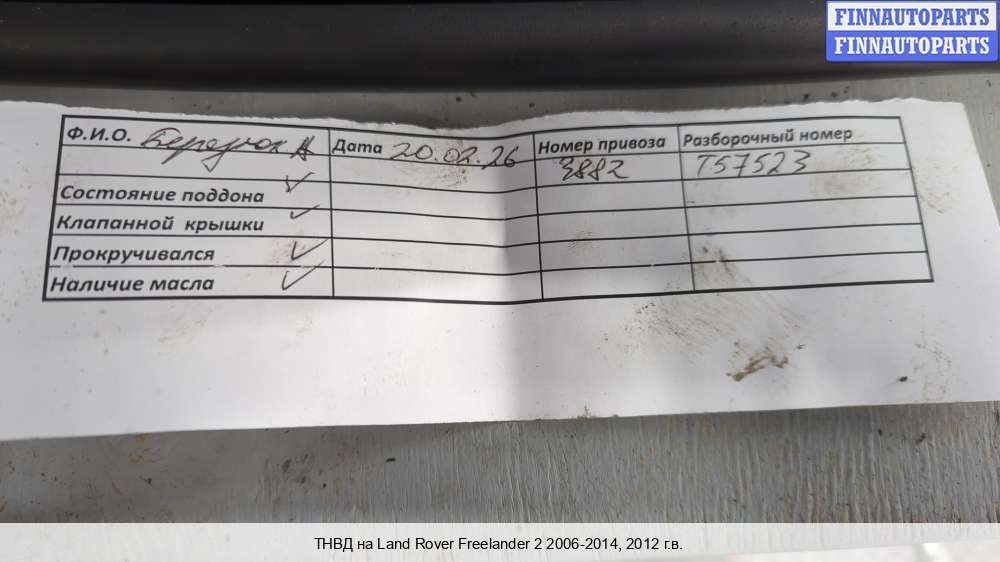 FINNAUTOPARTS
FINNAUTOPARTS
Ф.И.О. Березюк А Дата 20.02.26 Номер привоза 3882 Разборочный номер T57523
Состояние поддона
Клапанной крышки
Прокручивался
Наличие масла
ТНВД на Land Rover Freelander 2 2006-2014, 2012 г.в.